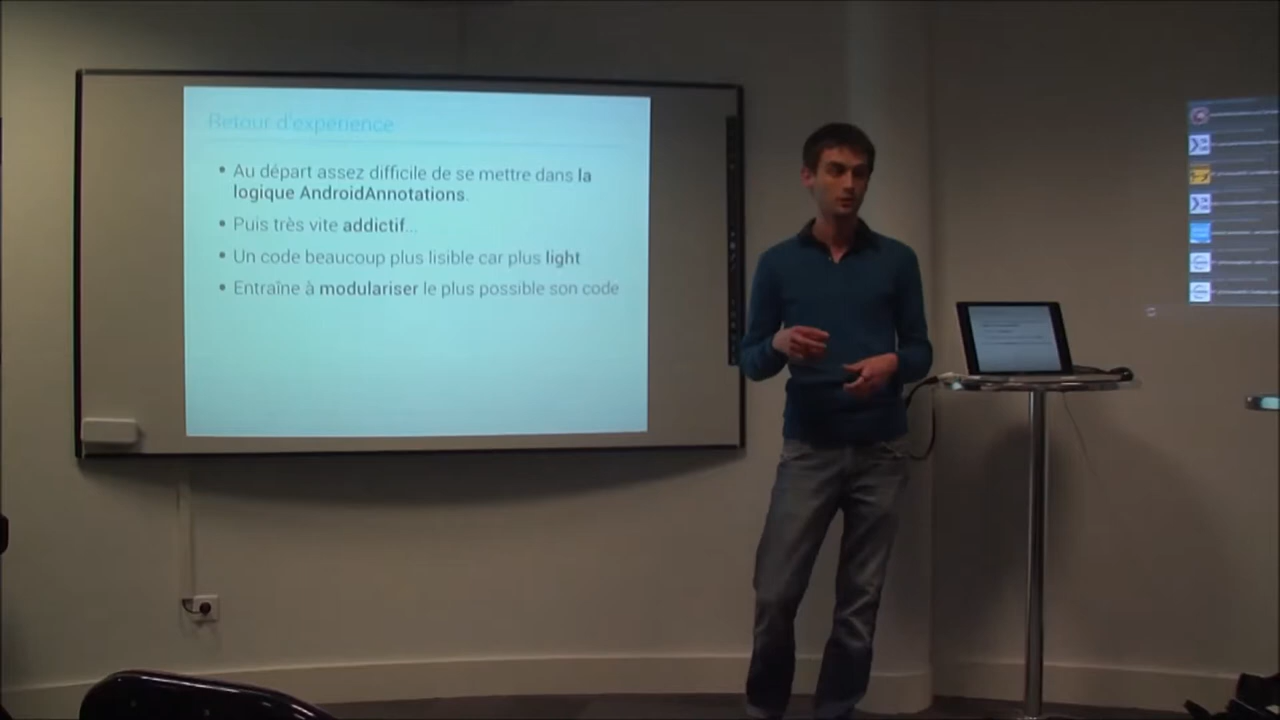 Retour d'expérience
• Au départ assez difficile de se mettre dans la
logique AndroidAnnotations.
• Puis très vite addictif...
• Un code beaucoup plus lisible car plus light
• Entraîne à modulariser le plus possible son code